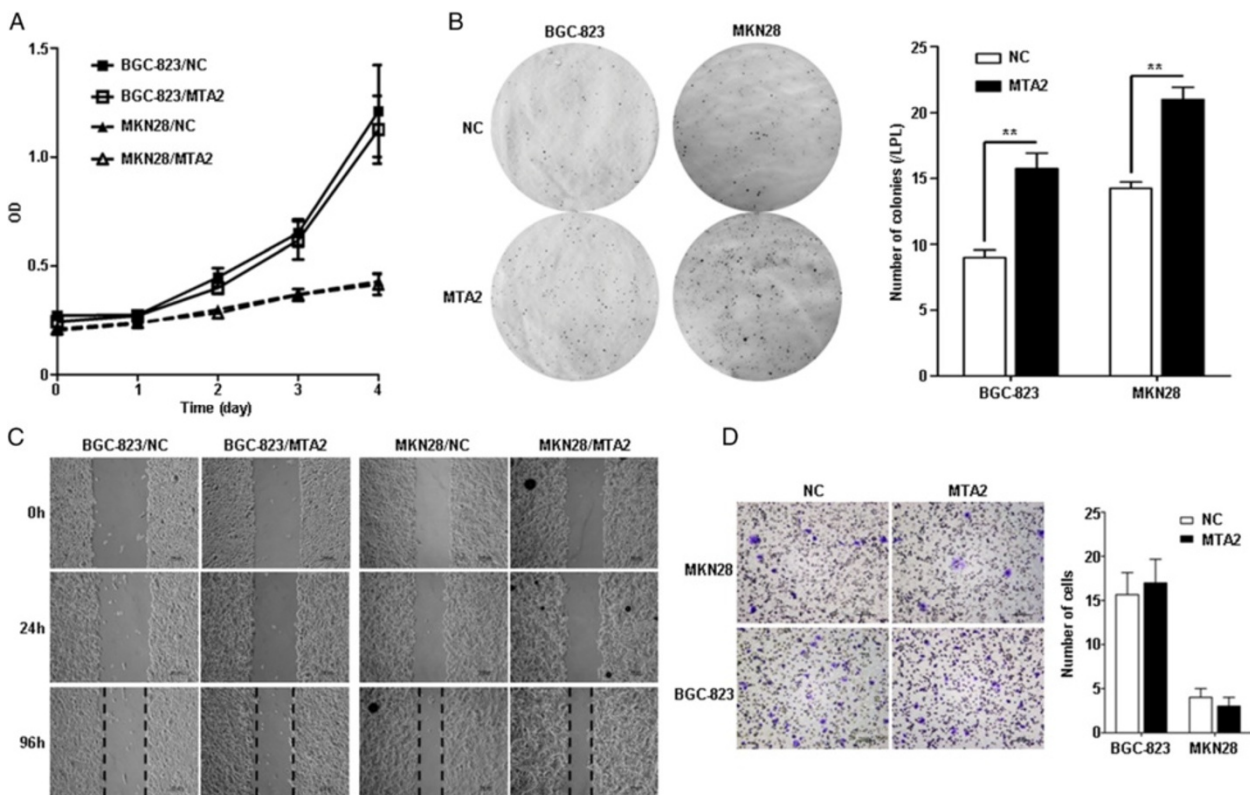 A
1.5
1.0
0.5
0
OD
0
1
2
3
4
Time (day)
BGC-823/NC
BGC-823/MTA2
MKN28/NC
MKN28/MTA2
B
BGC-823
MKN28
NC
MTA2
Number of colonies (/LPL)
25
20
15
10
5
0
NC
MTA2
**
**
BGC-823
MKN28
C
BGC-823/NC
BGC-823/MTA2
MKN28/NC
MKN28/MTA2
0h
24h
96h
D
NC
MTA2
MKN28
BGC-823
Number of cells
25
20
15
10
5
0
NC
MTA2
BGC-823
MKN28